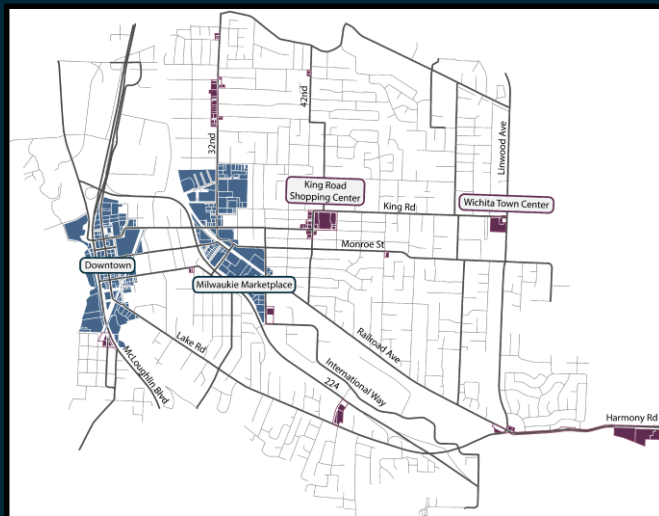 42nd
32nd
Linwood Ave
King Road
Shopping Center
King Rd
Wichita Town Center
Monroe St
Downtown
Milwaukie Marketplace
Lake Rd
McLoughlin Blvd
Railroad Ave
International Way
224
Harmony Rd